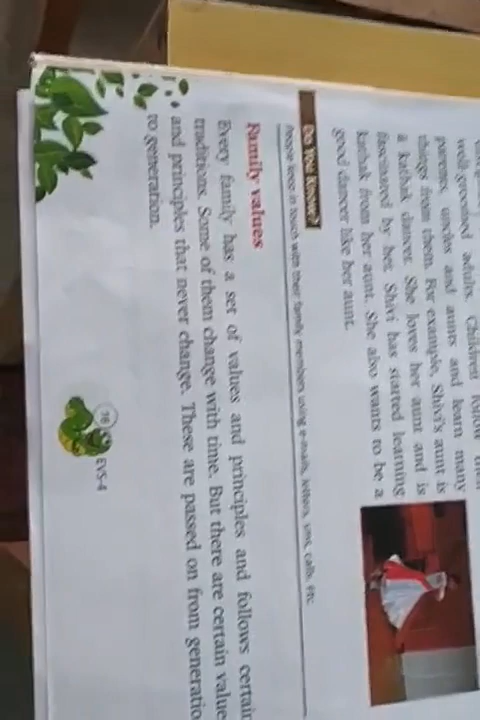 well-groomed adults. Children follow their
parents, uncles and aunts and learn many
things from them. For example, Shivi's aunt is
a kathak dancer. She loves her aunt and is
fascinated by her. Shivi has started learning
kathak from her aunt. She also wants to be a
good dancer like her aunt.
Do You Know?
People keep in touch with their family members using e-mails, letters, sms, calls, etc.
Family values
Every family has a set of values and principles and follows certain
traditions. Some of them change with time. But there are certain value
and principles that never change. These are passed on from generatio
to generation.
EVS-4